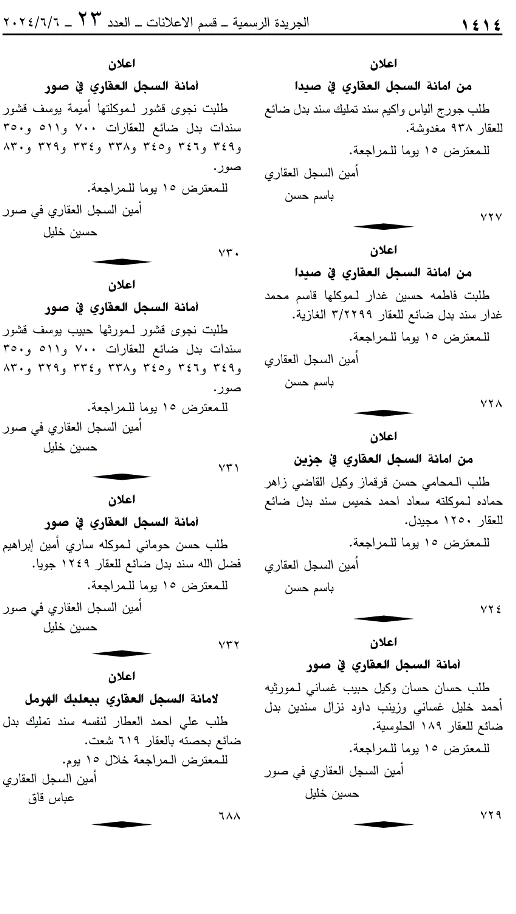 ١٤١٤
الجريدة الرسمية – قسم الاعلانات – العدد ٢٣ – ٢٠٢٤/٦/٦
اعلان
من امانة السجل العقاري في صيدا
طلب جورج الياس واكيم سند تمليك سند بدل ضائع
للعقار ٩٣٨ مغدوشة.
للمعترض ١٥ يوما للمراجعة.
أمين السجل العقاري
باسم حسن
٧٢٧
اعلان
من امانة السجل العقاري في صيدا
طلبت فاطمه حسين غدار لموكلها قاسم محمد
غدار سند بدل ضائع للعقار ٣/٢٢٩٩ الغازية.
للمعترض ١٥ يوما للمراجعة.
أمين السجل العقاري
باسم حسن
٧٢٨
اعلان
من امانة السجل العقاري في جزين
طلب المحامي حسن قرقماز وكيل القاضي زاهر
حماده لموكلته سعاد احمد خميس سند بدل ضائع
للعقار ١٢٥٠ مجيدل.
للمعترض ١٥ يوما للمراجعة.
أمين السجل العقاري
باسم حسن
٧٢٤
اعلان
أمانة السجل العقاري في صور
طلب حسان حسان وكيل حبيب غساني لمورثيه
أحمد خليل غساني وزينب داود نزال سندين بدل
ضائع للعقار ١٨٩ الحلوسية.
للمعترض ١٥ يوما للمراجعة.
أمين السجل العقاري في صور
حسين خليل
٧٢٩
اعلان
أمانة السجل العقاري في صور
طلبت نجوى قشور لموكلتها أميمة يوسف قشور
سندات بدل ضائع للعقارات ٧٠٠ و٥١١ و٣٥٠
و٣٤٩ و٣٤٦ و٣٤٥ و٣٣٨ و٣٣٤ و٣٢٩ و٨٣٠
صور.
للمعترض ١٥ يوما للمراجعة.
أمين السجل العقاري في صور
حسين خليل
٧٣٠
اعلان
أمانة السجل العقاري في صور
طلبت نجوى قشور لمورثها حبيب يوسف قشور
سندات بدل ضائع للعقارات ٧٠٠ و٥١١ و٣٥٠
و٣٤٩ و٣٤٦ و٣٤٥ و٣٣٨ و٣٣٤ و٣٢٩ و٨٣٠
صور.
للمعترض ١٥ يوما للمراجعة.
أمين السجل العقاري في صور
حسين خليل
٧٣١
اعلان
أمانة السجل العقاري في صور
طلب حسن حوماني لموكله ساري أمين إبراهيم
فضل الله سند بدل ضائع للعقار ١٢٤٩ جويا.
للمعترض ١٥ يوما للمراجعة.
أمين السجل العقاري في صور
حسين خليل
٧٣٢
اعلان
لامانة السجل العقاري ببعلبك الهرمل
طلب علي احمد العطار لنفسه سند تمليك بدل
ضائع بحصته بالعقار ٦١٩ شعت.
للمعترض المراجعة خلال ١٥ يوم.
أمين السجل العقاري
عباس قاق
٦٨٨